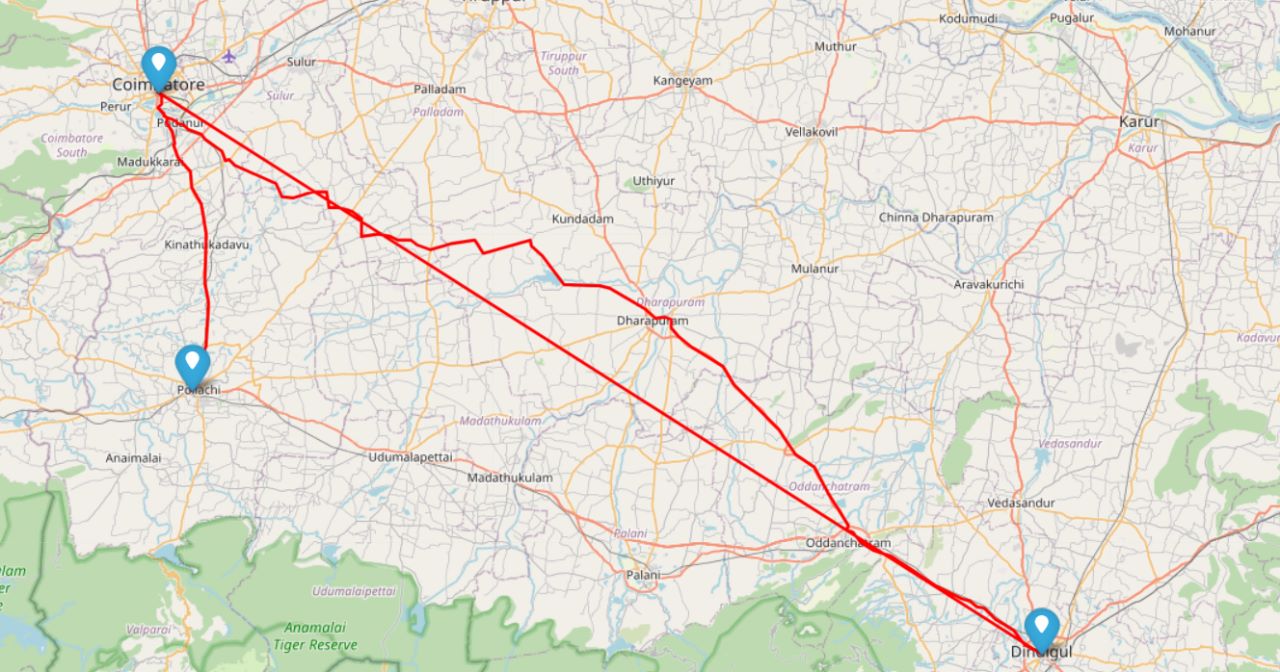 Kodumudi
Pugalur
Mohanur
Muthur
Coimbatore
Sulur
Tiruppur
South
Kangeyam
Palladam
Sulur
Palladam
Perur
Podanur
Vellakovil
Karur
Karur
Coimbatore
South
Madukkarai
Uthiyur
Kundadam
Chinna Dharapuram
Kinathukadavu
Mulanur
Aravakurichi
Dharapuram
Dharapuram
Kadavu
Pollachi
Madathukulam
Anaimalai
Udumalapettai
Madathukulam
Vedasandur
Oddanchatram
Vedasandur
Palani
Oddanchatram
Palani
Udumalaipettai
Valparai
Anamalai
Tiger Reserve
Dindigul